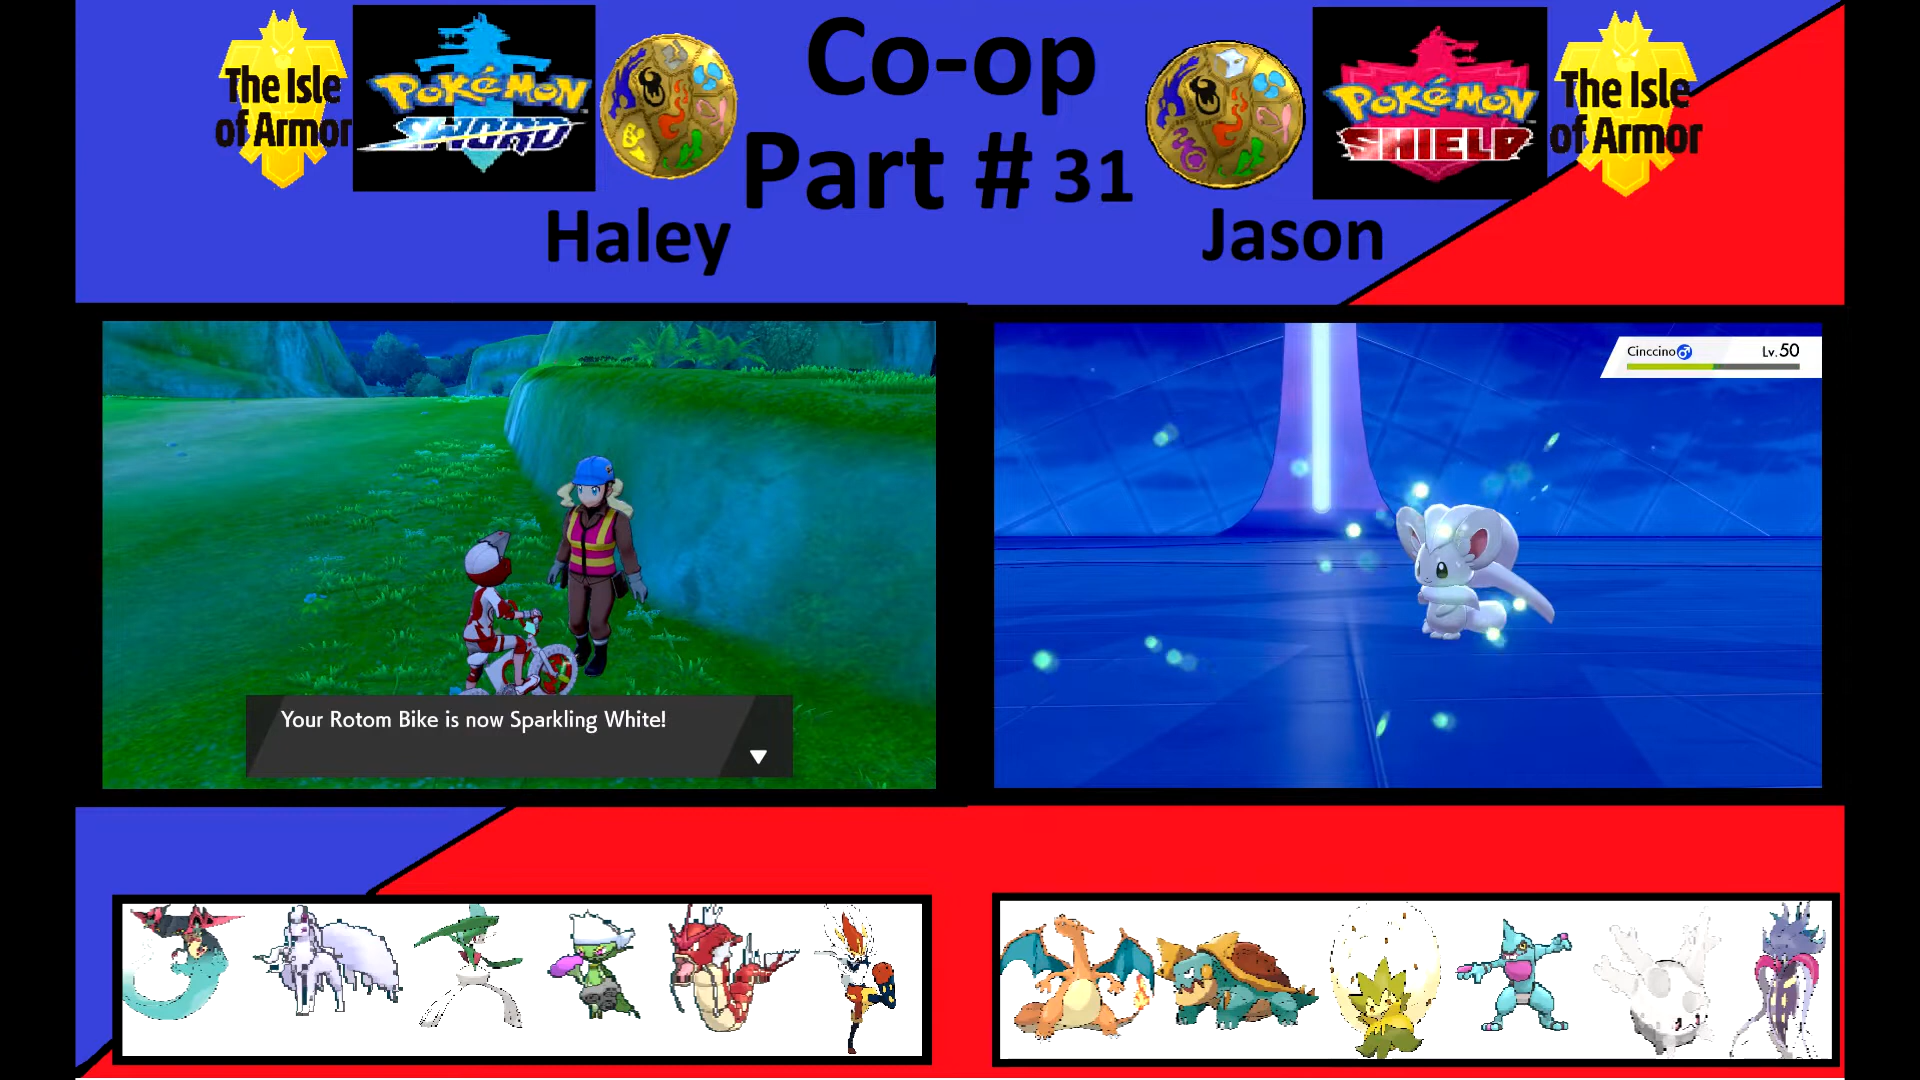 The Isle
of Armor
POKÉMON
SWORD
Co-op
Part # 31
POKÉMON
SHIELD
The Isle
of Armor
Haley
Jason
Cinccino♂ Lv. 50
Your Rotom Bike is now Sparkling White!